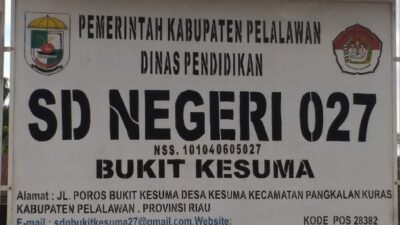 PEMERINTAH KABUPATEN PELALAWAN
DINAS PENDIDIKAN
SD NEGERI 027
NSS. 101040605027
BUKIT KESUMA
Alamat : JL. POROS BUKIT KESUMA DESA KESUMA KECAMATAN PANGKALAN KURAS
KABUPATEN PELALAWAN . PROVINSI RIAU
E-mail : sdnbukitkesuma27@gmail.com.Website: KODE POS 28382